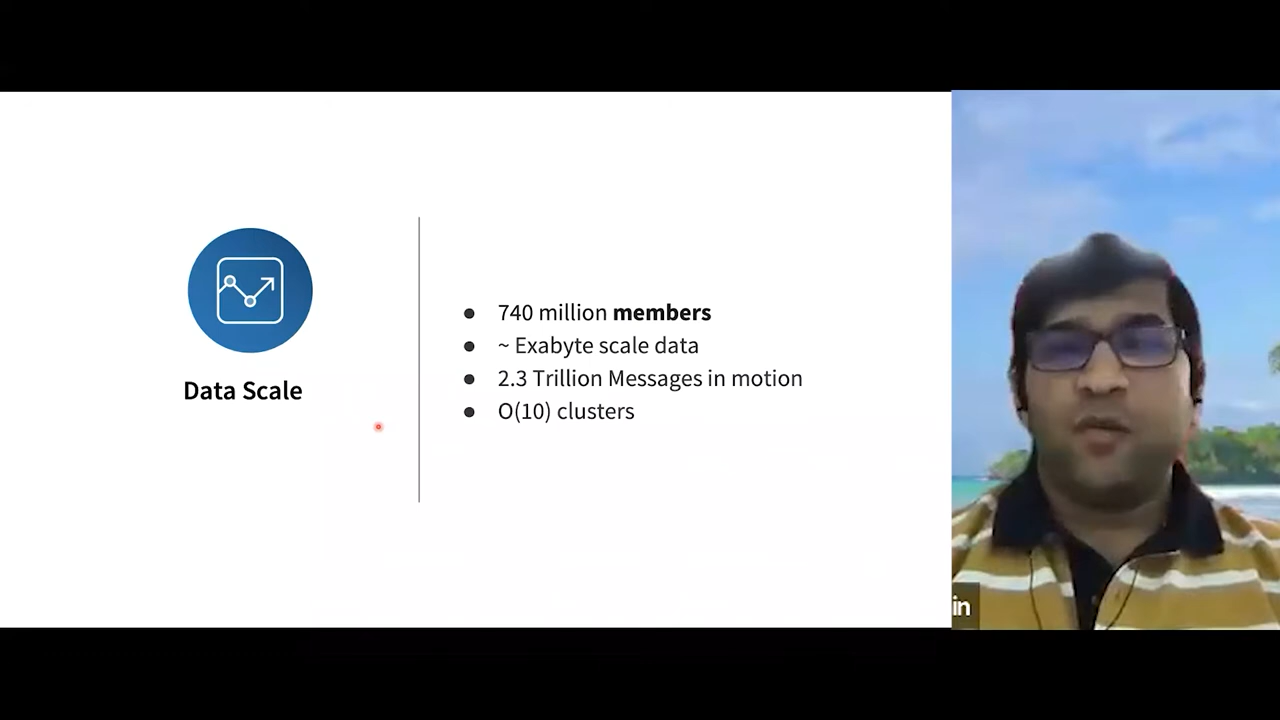 Data Scale
● 740 million members
● ~ Exabyte scale data
● 2.3 Trillion Messages in motion
● O(10) clusters
in